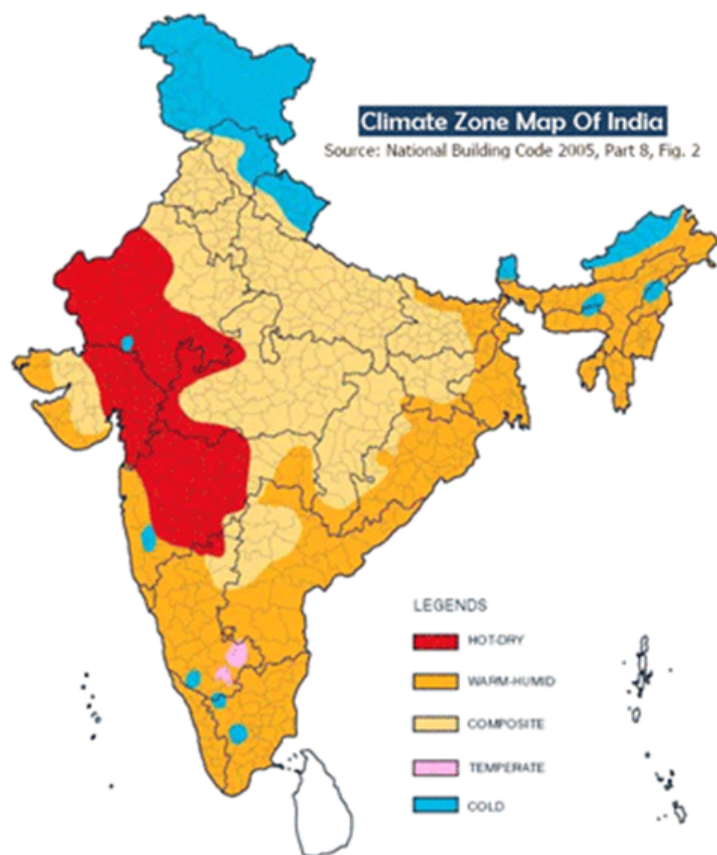 Climate Zone Map Of India
Source: National Building Code 2005, Part 8, Fig. 2
LEGENDS
HOT-DRY
WARM-HUMID
COMPOSITE
TEMPERATE
COLD